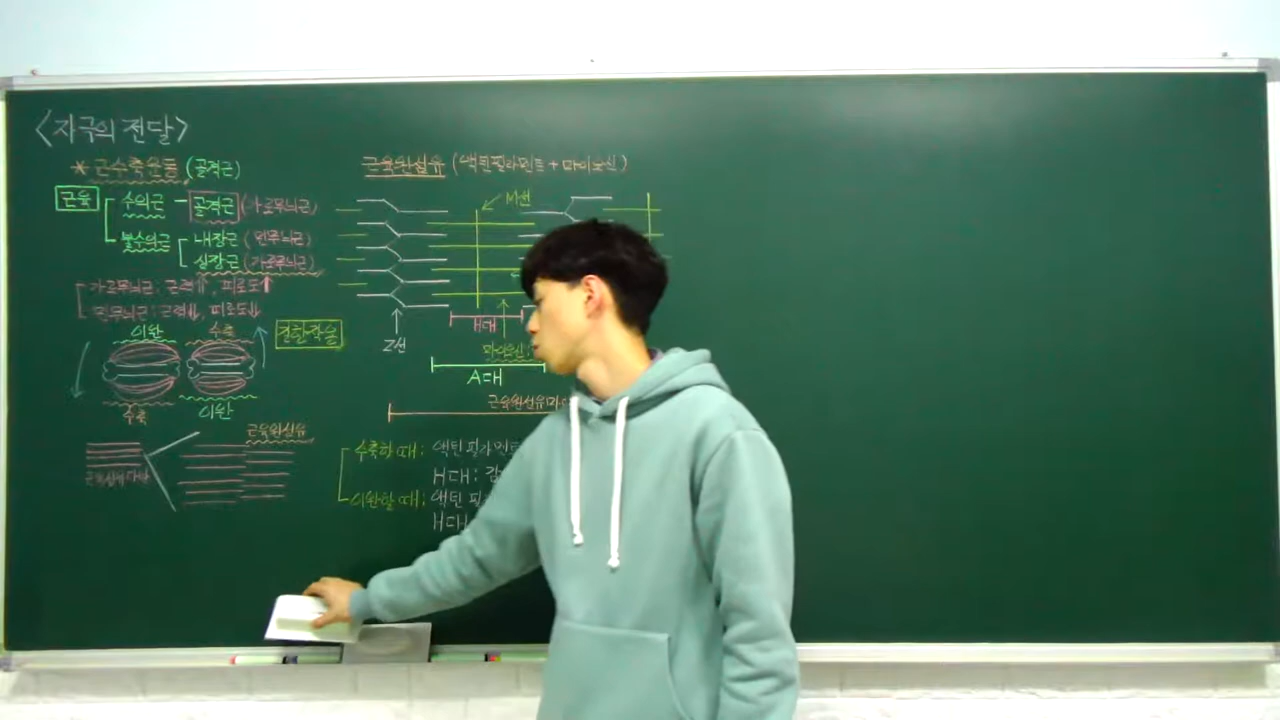 <자극의 전달>
* 근수축운동 (골격근)
근육 수의근 - 골격근 (가로무늬근)
불수의근 내장근 (민무늬근)
심장근 (가로무늬근)
가로무늬근: 근력⇑, 피로도⇑
민무늬근: 근력⇓, 피로도⇓
이완 수축
수축 이완
길항작용
근육원섬유
근섬유다발
근육원섬유 (액틴필라멘트 + 마이오신)
M선
H대
Z선
마이오신:
A대
근육원섬유마디
수축할 때: 액틴필라멘트
H대: 감
이완할 때: 액틴 필
H대